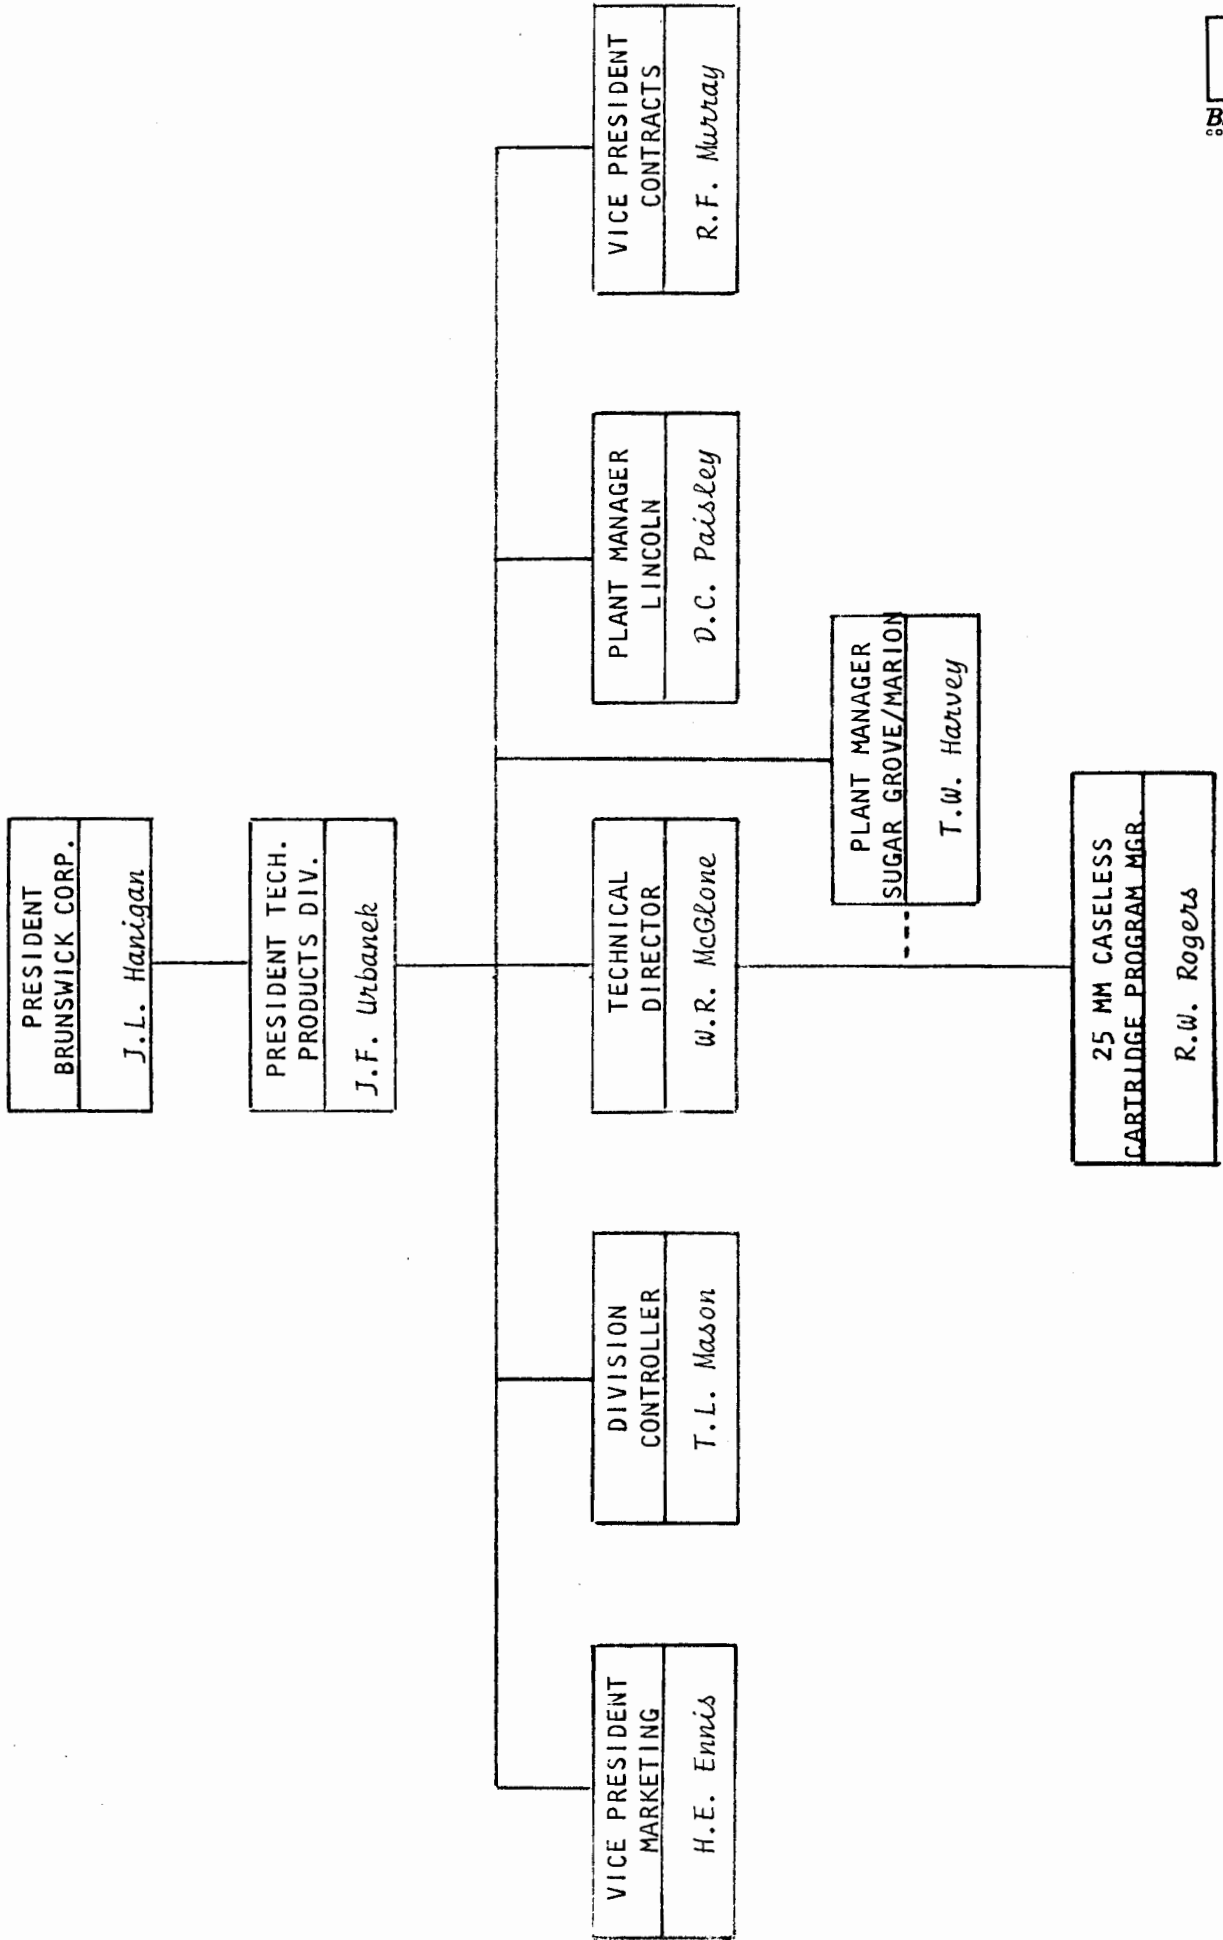 PRESIDENT
BRUNSWICK CORP.
J.L. Hanigan
PRESIDENT TECH.
PRODUCTS DIV.
J.F. Urbanek
VICE PRESIDENT
MARKETING
H.E. Ennis
DIVISION
CONTROLLER
T.L. Mason
TECHNICAL
DIRECTOR
W.R. McGlone
PLANT MANAGER
LINCOLN
D.C. Paisley
VICE PRESIDENT
CONTRACTS
R.F. Murray
PLANT MANAGER
SUGAR GROVE/MARION
T.W. Harvey
25 MM CASELESS
CARTRIDGE PROGRAM MGR.
R.W. Rogers